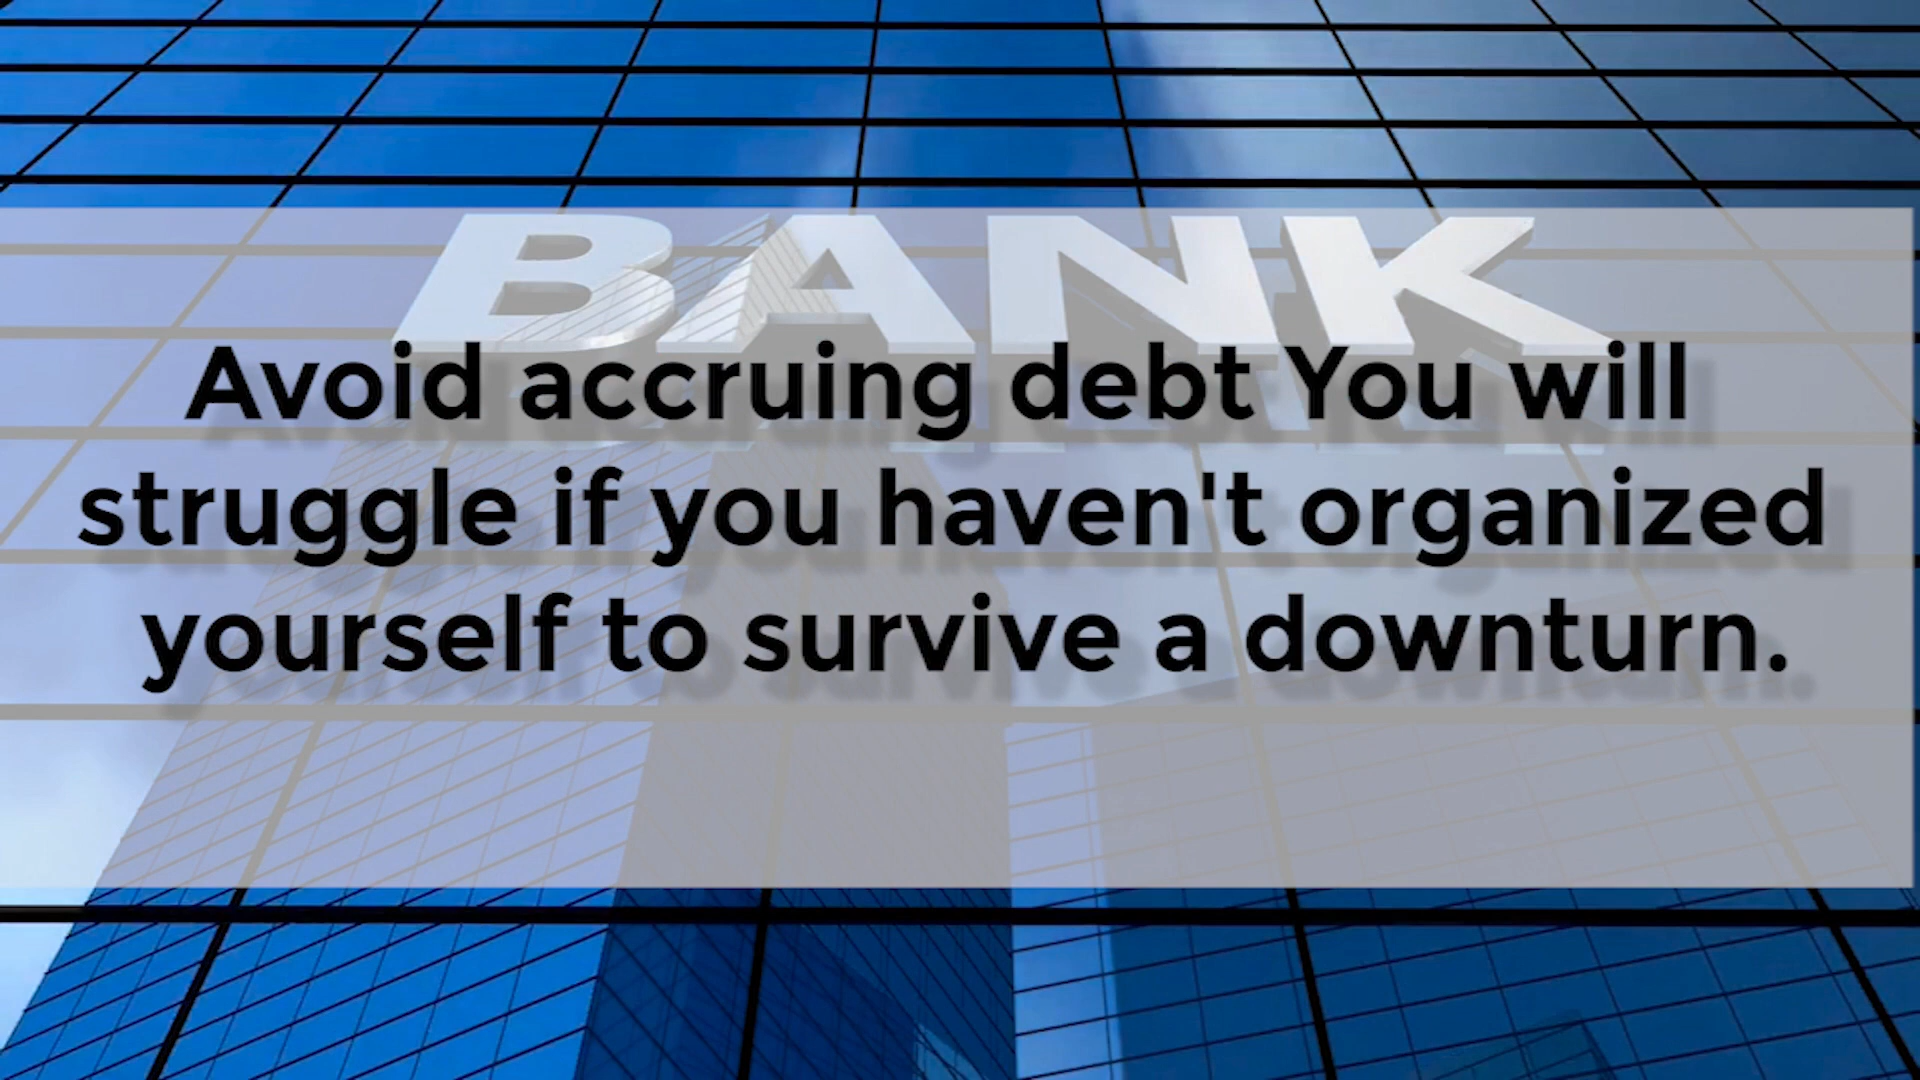 BANK
Avoid accruing debt You will
struggle if you haven't organized
yourself to survive a downturn.